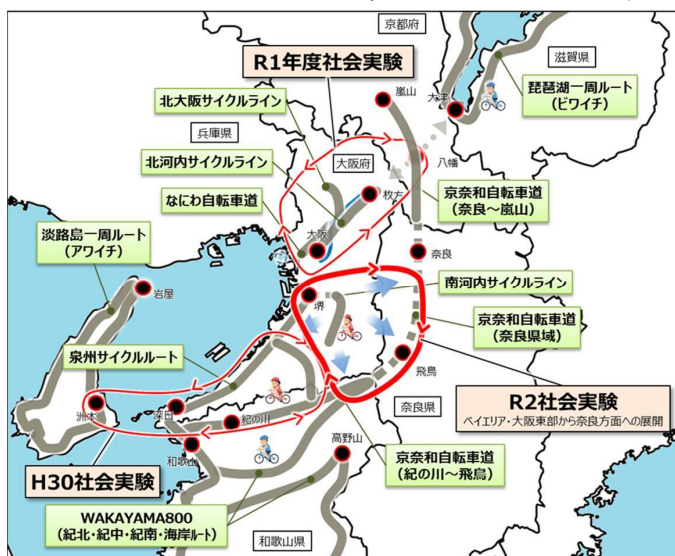 京都府
滋賀県
R1年度社会実験
嵐山
大津
琵琶湖一周ルート
(ビワイチ)
北大阪サイクルライン
兵庫県
大阪府
八幡
北河内サイクルライン
枚方
京奈和自転車道
(奈良～嵐山)
なにわ自転車道
大阪
淡路島一周ルート
(アワイチ)
奈良
岩屋
堺
南河内サイクルライン
京奈和自転車道
(奈良県域)
泉州サイクルルート
飛鳥
洲本
深日
紀の川
奈良県
R2社会実験
ベイエリア・大阪東部から奈良方面への展開
和歌山
高野山
H30社会実験
京奈和自転車道
(紀の川～飛鳥)
WAKAYAMA800
(紀北・紀中・紀南・海岸ルート)
和歌山県